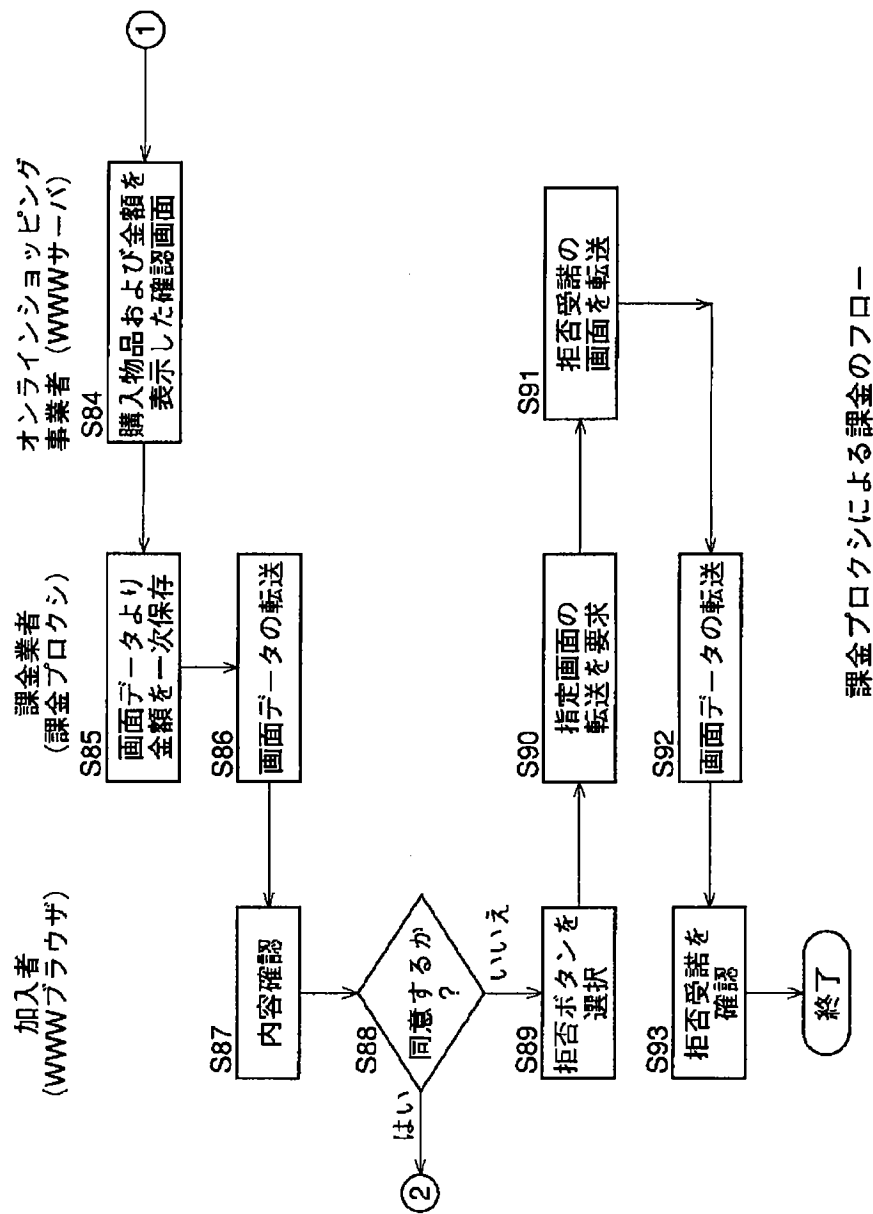 加入者
(WWWブラウザ)
課金業者
(課金プロクシ)
オンラインショッピング
事業者 (WWWサーバ)
1
S84
購入物品および金額を
表示した確認画面
S85
画面データより
金額を一次保存
S86
画面データの転送
S87
内容確認
S88
同意するか
?
はい
2
いいえ
S89
拒否ボタンを
選択
S90
指定画面の
転送を要求
S91
拒否受諾の
画面を転送
S92
画面データの転送
S93
拒否受諾を
確認
終了
課金プロクシによる課金のフロー